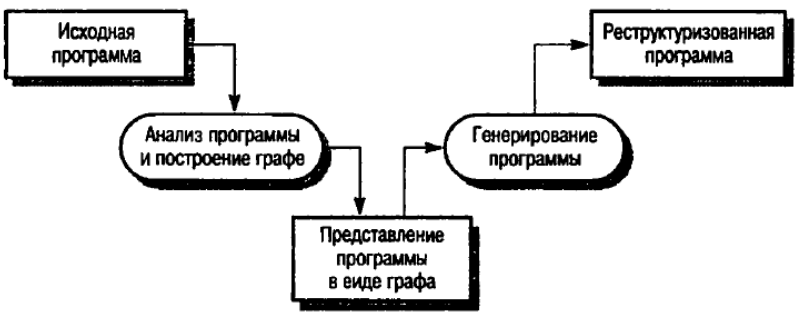 Исходная
программа
Анализ программы
и построение графе
Представление
программы
в еиде графа
Генерирование
программы
Реструктуризованная
программа